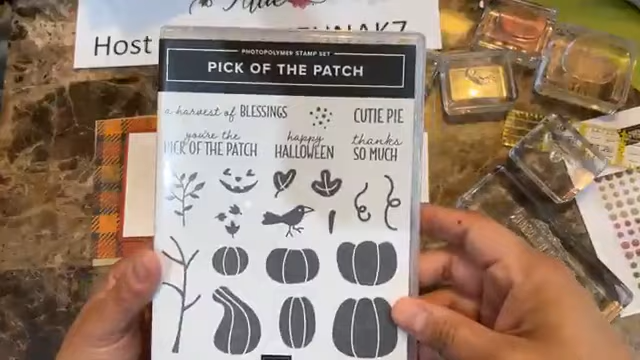 Host
PHOTOPOLYMER STAMP SET
PICK OF THE PATCH
a harvest of BLESSINGS
CUTIE PIE
you're the
PICK OF THE PATCH
happy
HALLOWEEN
thanks
SO MUCH